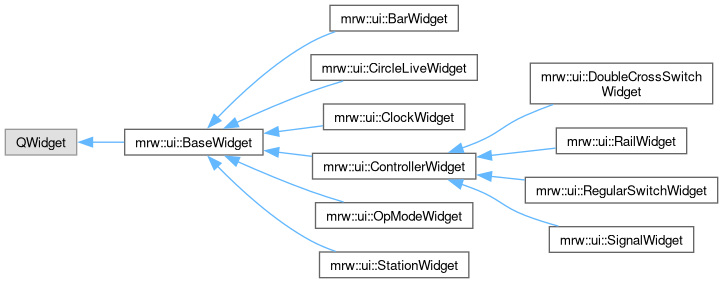 QWidget
mrw::ui::BaseWidget
mrw::ui::BarWidget
mrw::ui::CircleLiveWidget
mrw::ui::ClockWidget
mrw::ui::ControllerWidget
mrw::ui::OpModeWidget
mrw::ui::StationWidget
mrw::ui::DoubleCrossSwitch
Widget
mrw::ui::RailWidget
mrw::ui::RegularSwitchWidget
mrw::ui::SignalWidget